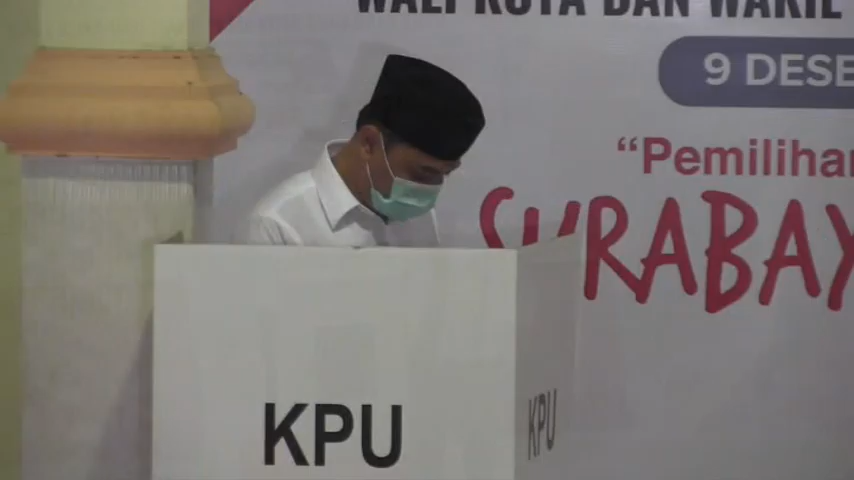 WALI KOTA DAN WAKIL
9 DESE
"Pemilihan
SURABAY
KPU
KPU